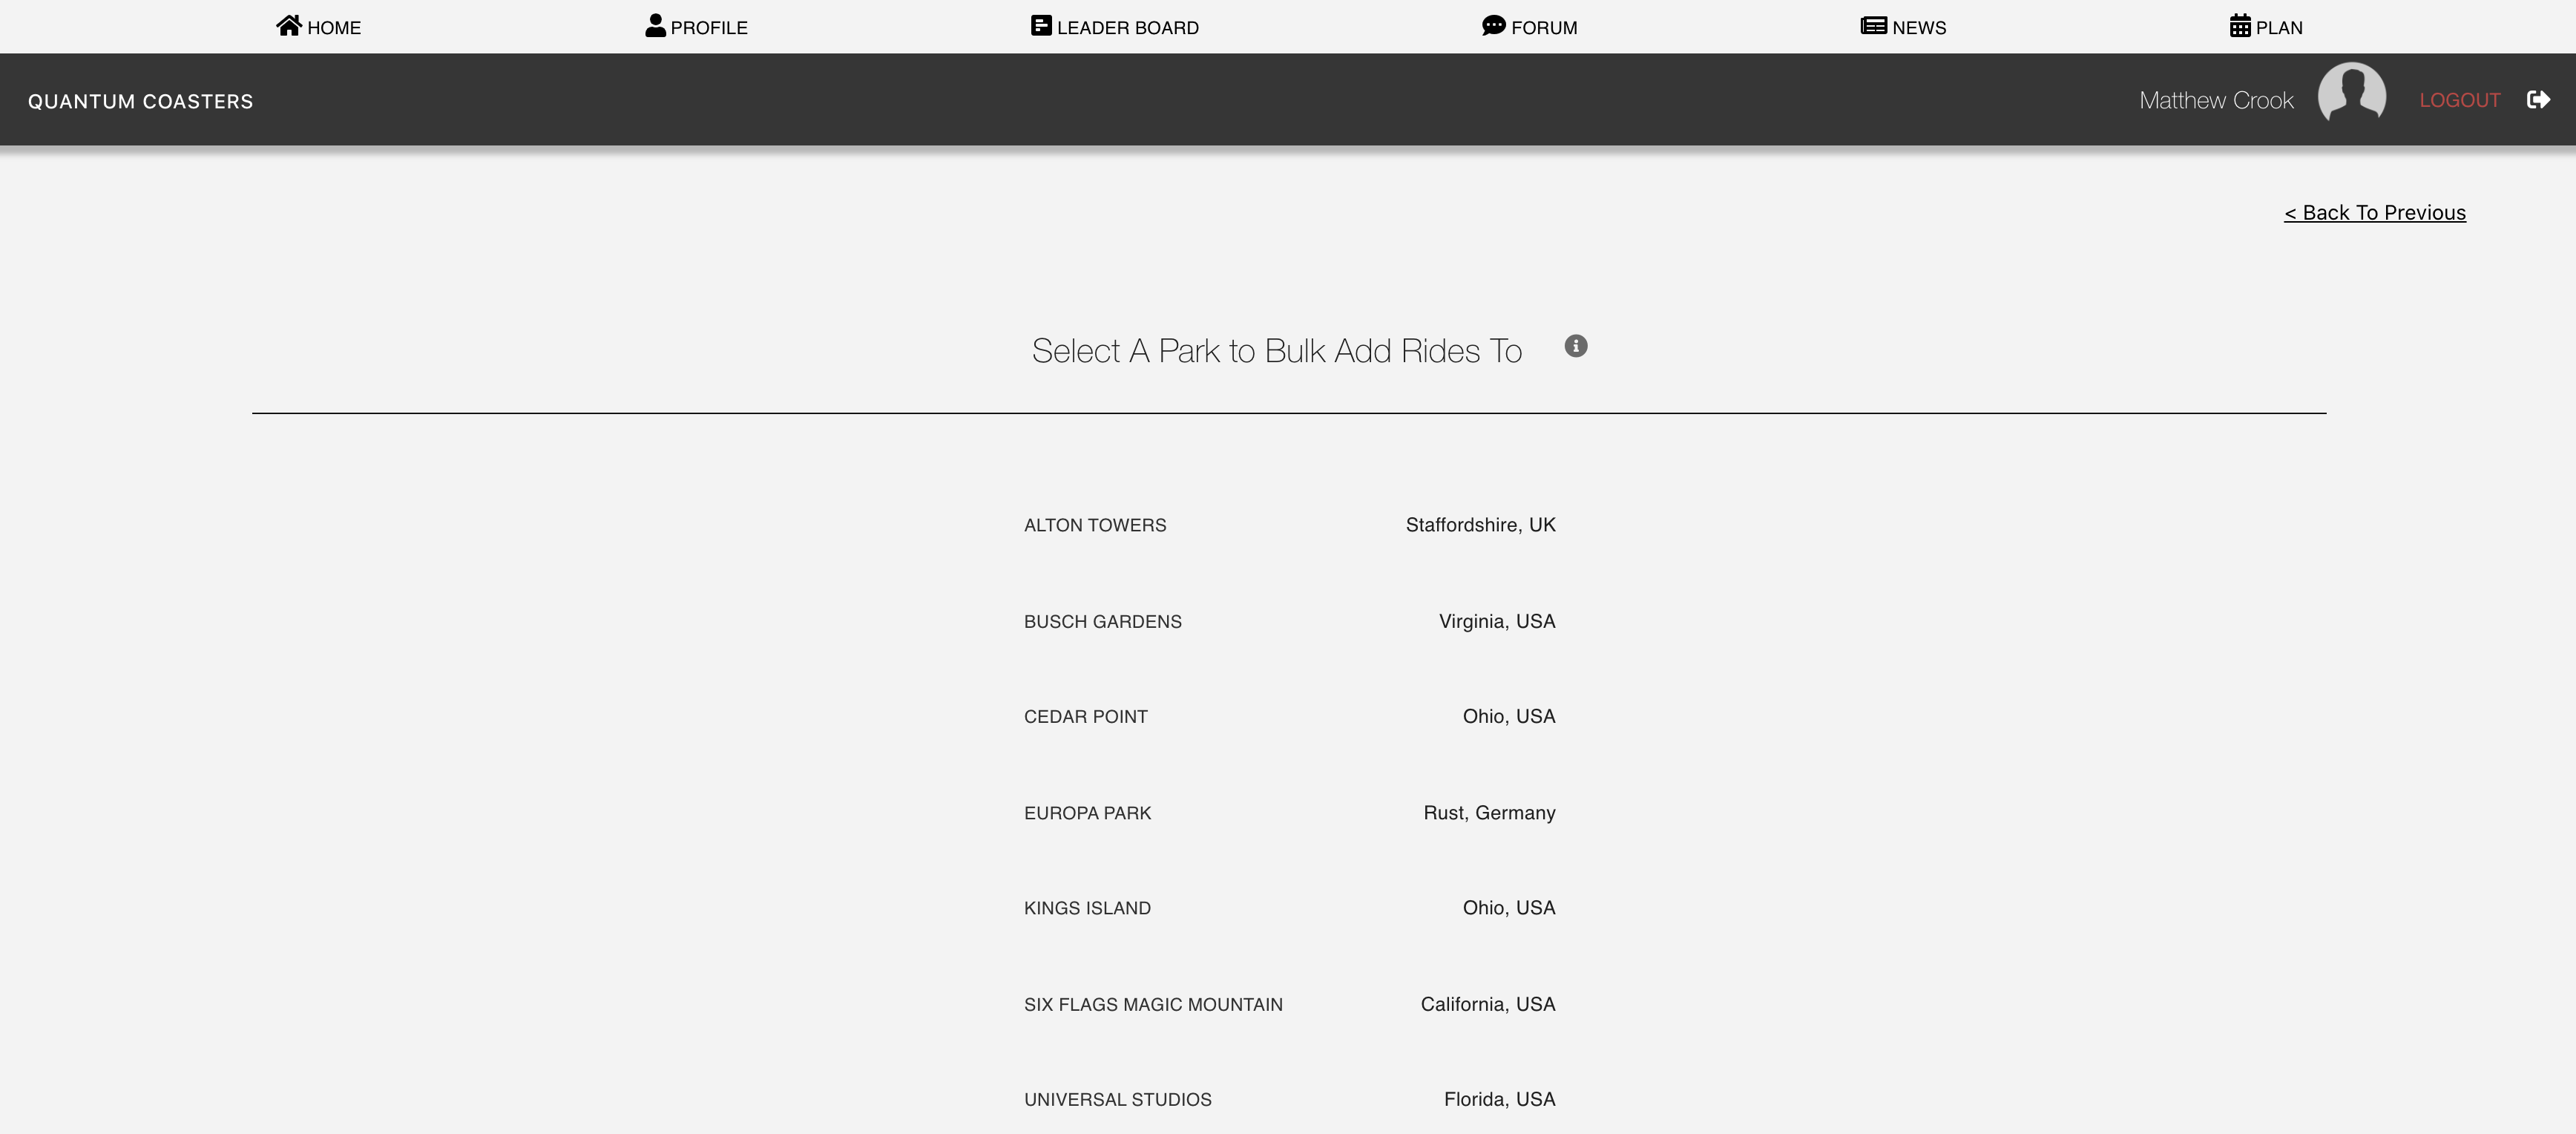 HOME PROFILE LEADER BOARD FORUM NEWS PLAN
QUANTUM COASTERS Matthew Crook LOGOUT
< Back To Previous
Select A Park to Bulk Add Rides To
ALTON TOWERS Staffordshire, UK
BUSCH GARDENS Virginia, USA
CEDAR POINT Ohio, USA
EUROPA PARK Rust, Germany
KINGS ISLAND Ohio, USA
SIX FLAGS MAGIC MOUNTAIN California, USA
UNIVERSAL STUDIOS Florida, USA